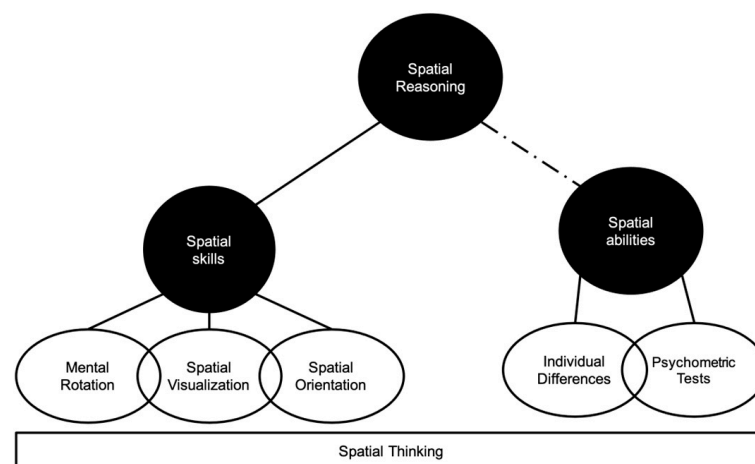 Spatial
Reasoning
Spatial
skills
Spatial
abilities
Mental
Rotation
Spatial
Visualization
Spatial
Orientation
Individual
Differences
Psychometric
Tests
Spatial Thinking